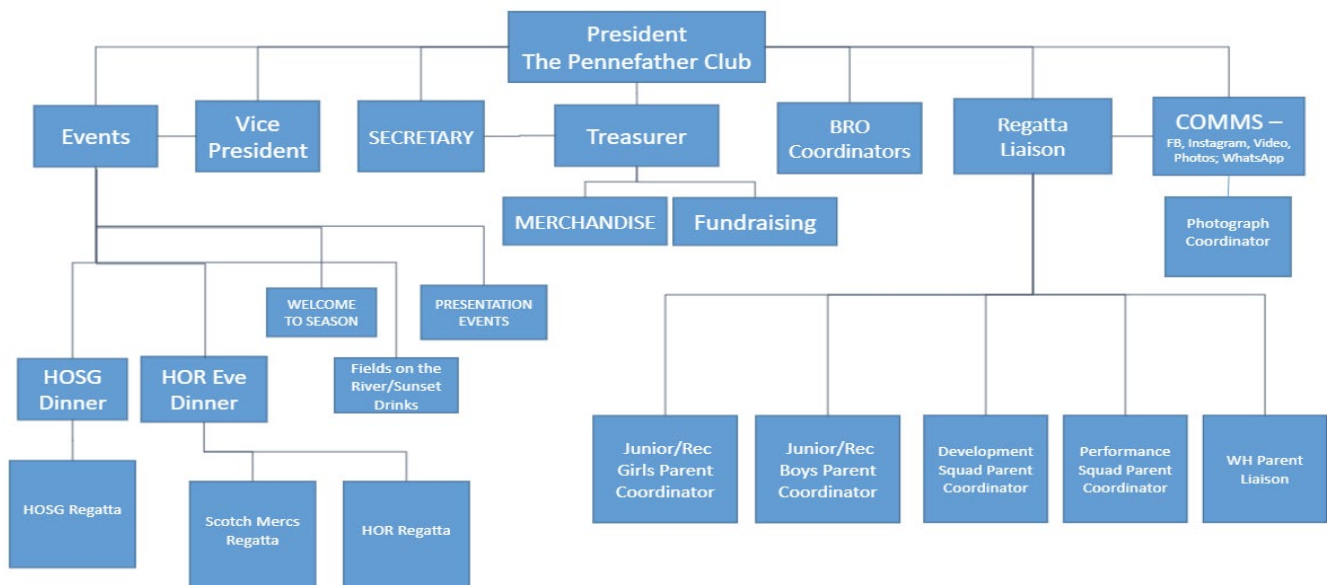 President
The Pennefather Club
Events
Vice
President
SECRETARY
Treasurer
BRO
Coordinators
Regatta
Liaison
COMMS –
FB, Instagram, Video,
Photos; WhatsApp
MERCHANDISE
Fundraising
Photograph
Coordinator
WELCOME
TO SEASON
PRESENTATION
EVENTS
HOSG
Dinner
HOR Eve
Dinner
Fields on the
River/Sunset
Drinks
Junior/Rec
Girls Parent
Coordinator
Junior/Rec
Boys Parent
Coordinator
Development
Squad Parent
Coordinator
Performance
Squad Parent
Coordinator
WH Parent
Liaison
HOSG Regatta
Scotch Mercs
Regatta
HOR Regatta